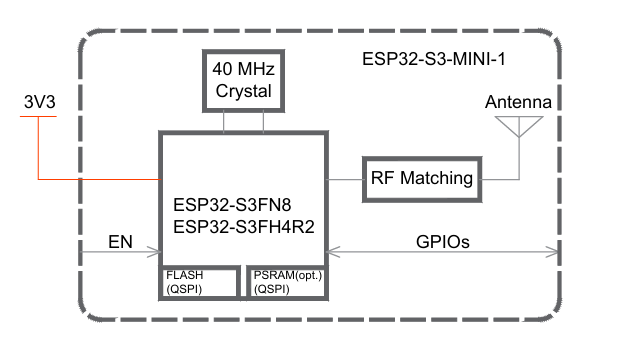 ESP32-S3-MINI-1
40 MHz
Crystal
3V3
Antenna
RF Matching
ESP32-S3FN8
ESP32-S3FH4R2
EN
GPIOs
FLASH
(QSPI)
PSRAM(opt.)
(QSPI)